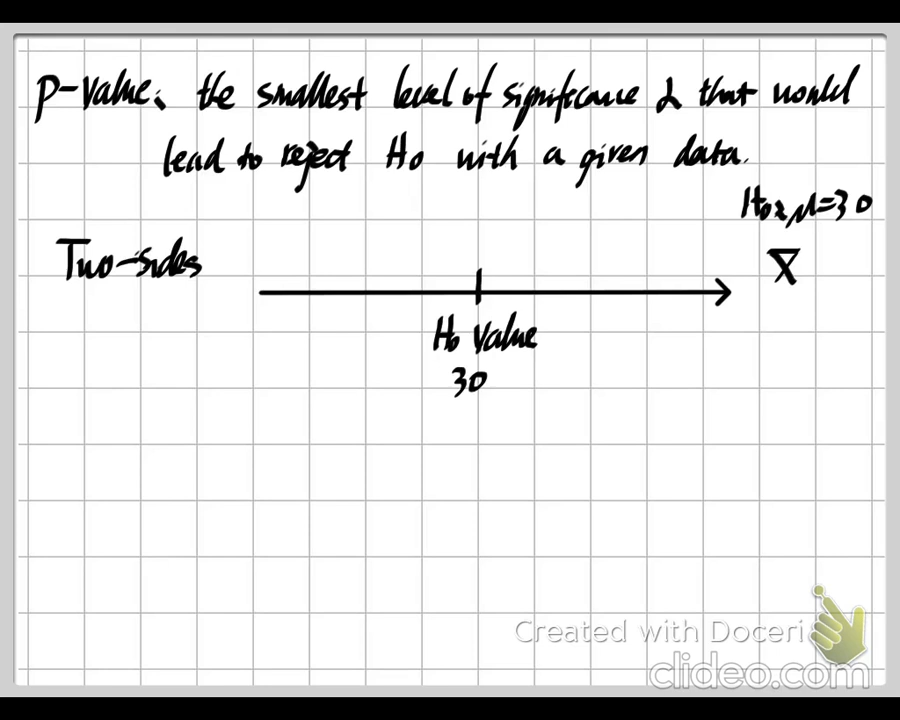 P-value: the smallest level of significance α that would
lead to reject H0 with a given data.
H0: μ=30
Two-sides
X̄
H0 value
30
Created with Doceri
clideo.com